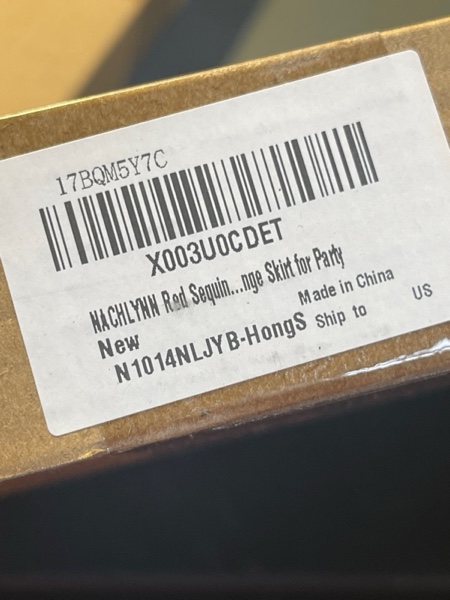 17BQM5Y7C
X003U0CDET
NACHLYNN Red Sequin...nge Skirt for Party
New
Made in China
N1014NLJYB-HongS
Ship to US